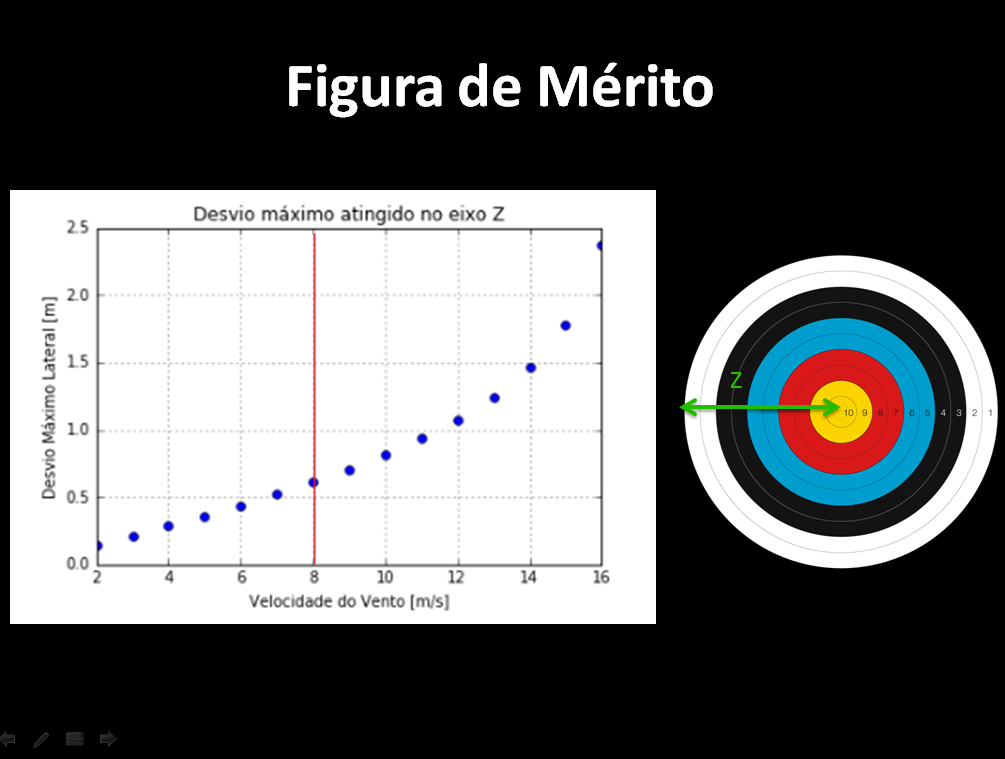 Figura de Mérito
Desvio máximo atingido no eixo Z
Desvio Máximo Lateral [m]
2.5
2.0
1.5
1.0
0.5
0.0
2 4 6 8 10 12 14 16
Velocidade do Vento [m/s]
Z
10 9 8 7 6 5 4 3 2 1